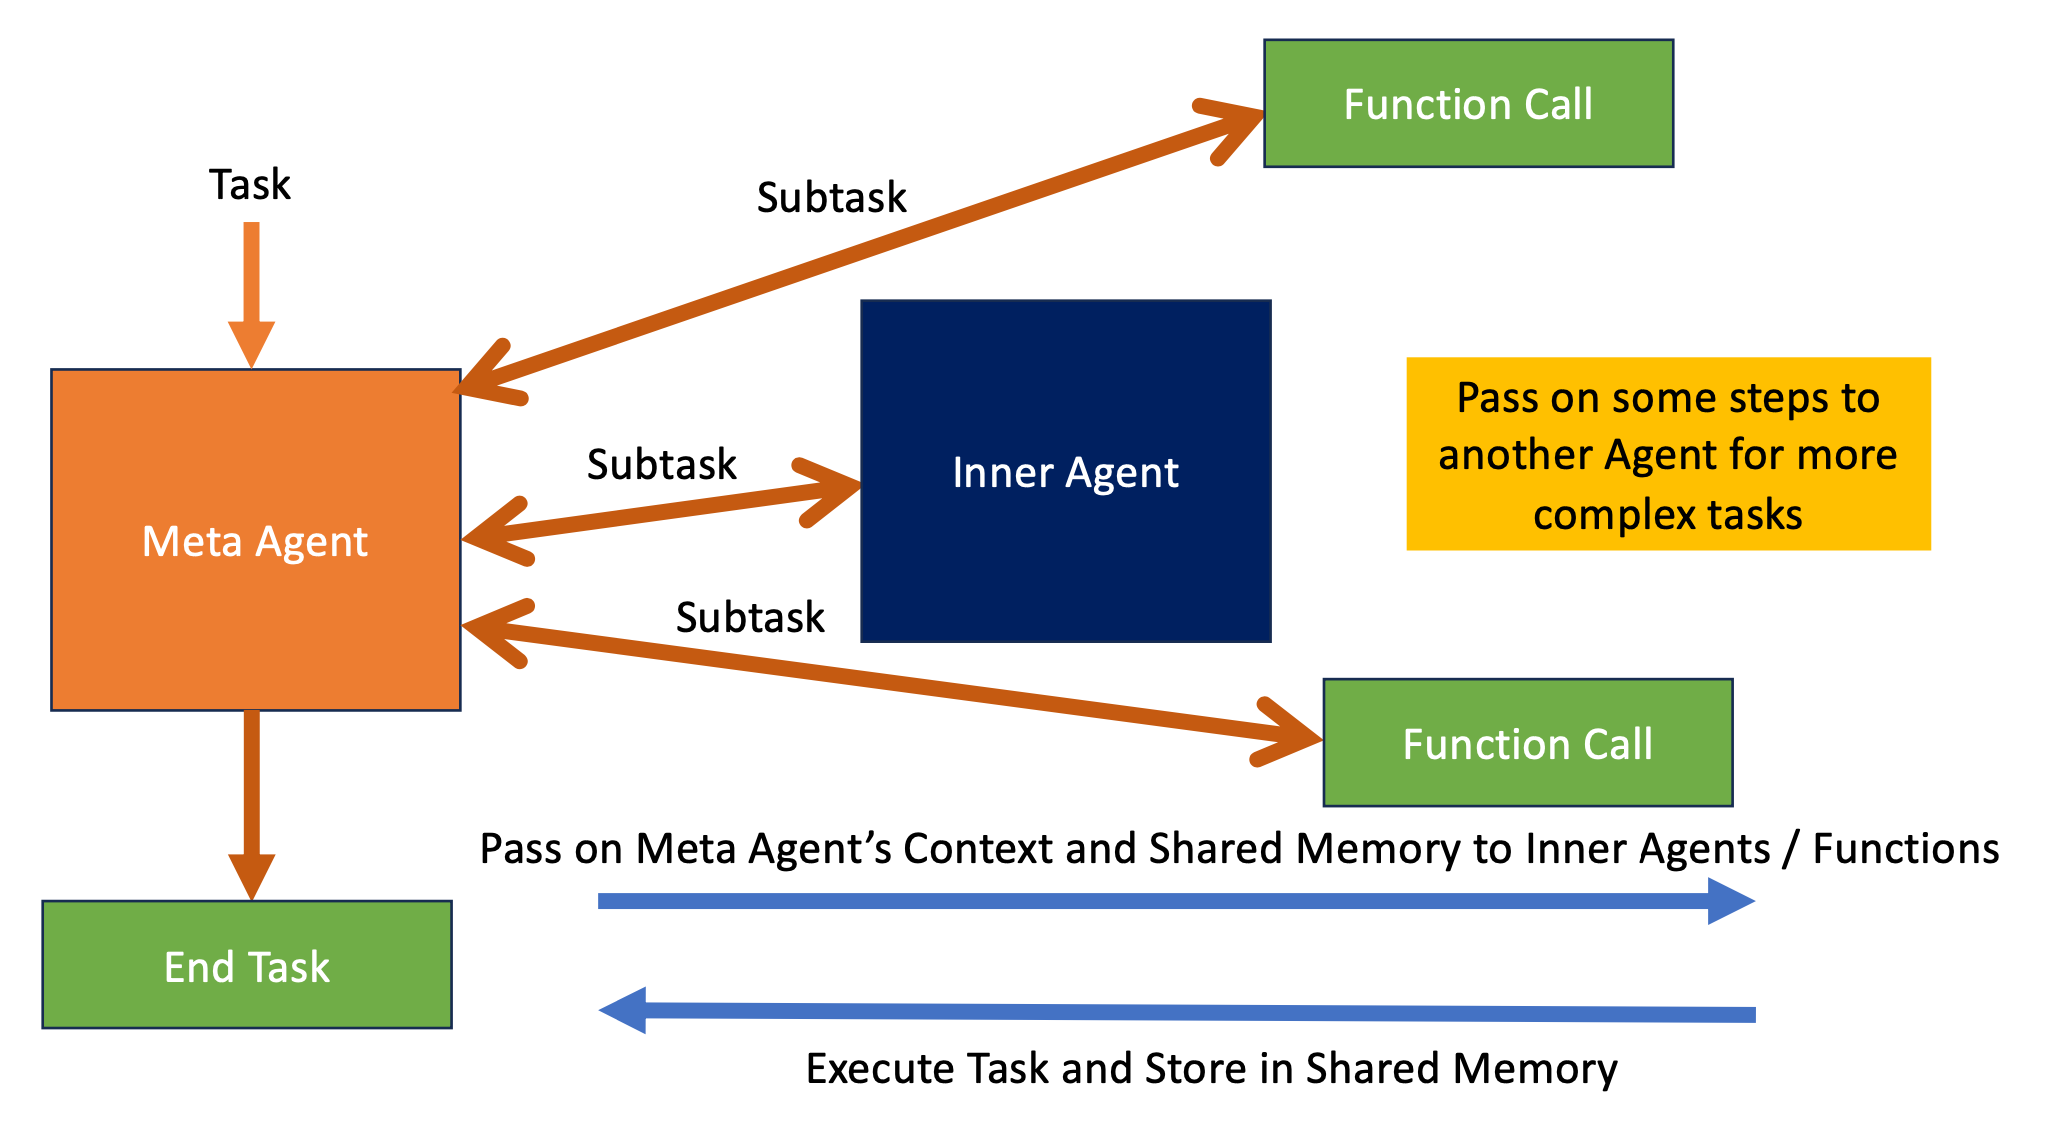 Function Call
Task
Subtask
Pass on some steps to
another Agent for more
complex tasks
Subtask
Inner Agent
Meta Agent
Subtask
Function Call
Pass on Meta Agent’s Context and Shared Memory to Inner Agents / Functions
End Task
Execute Task and Store in Shared Memory